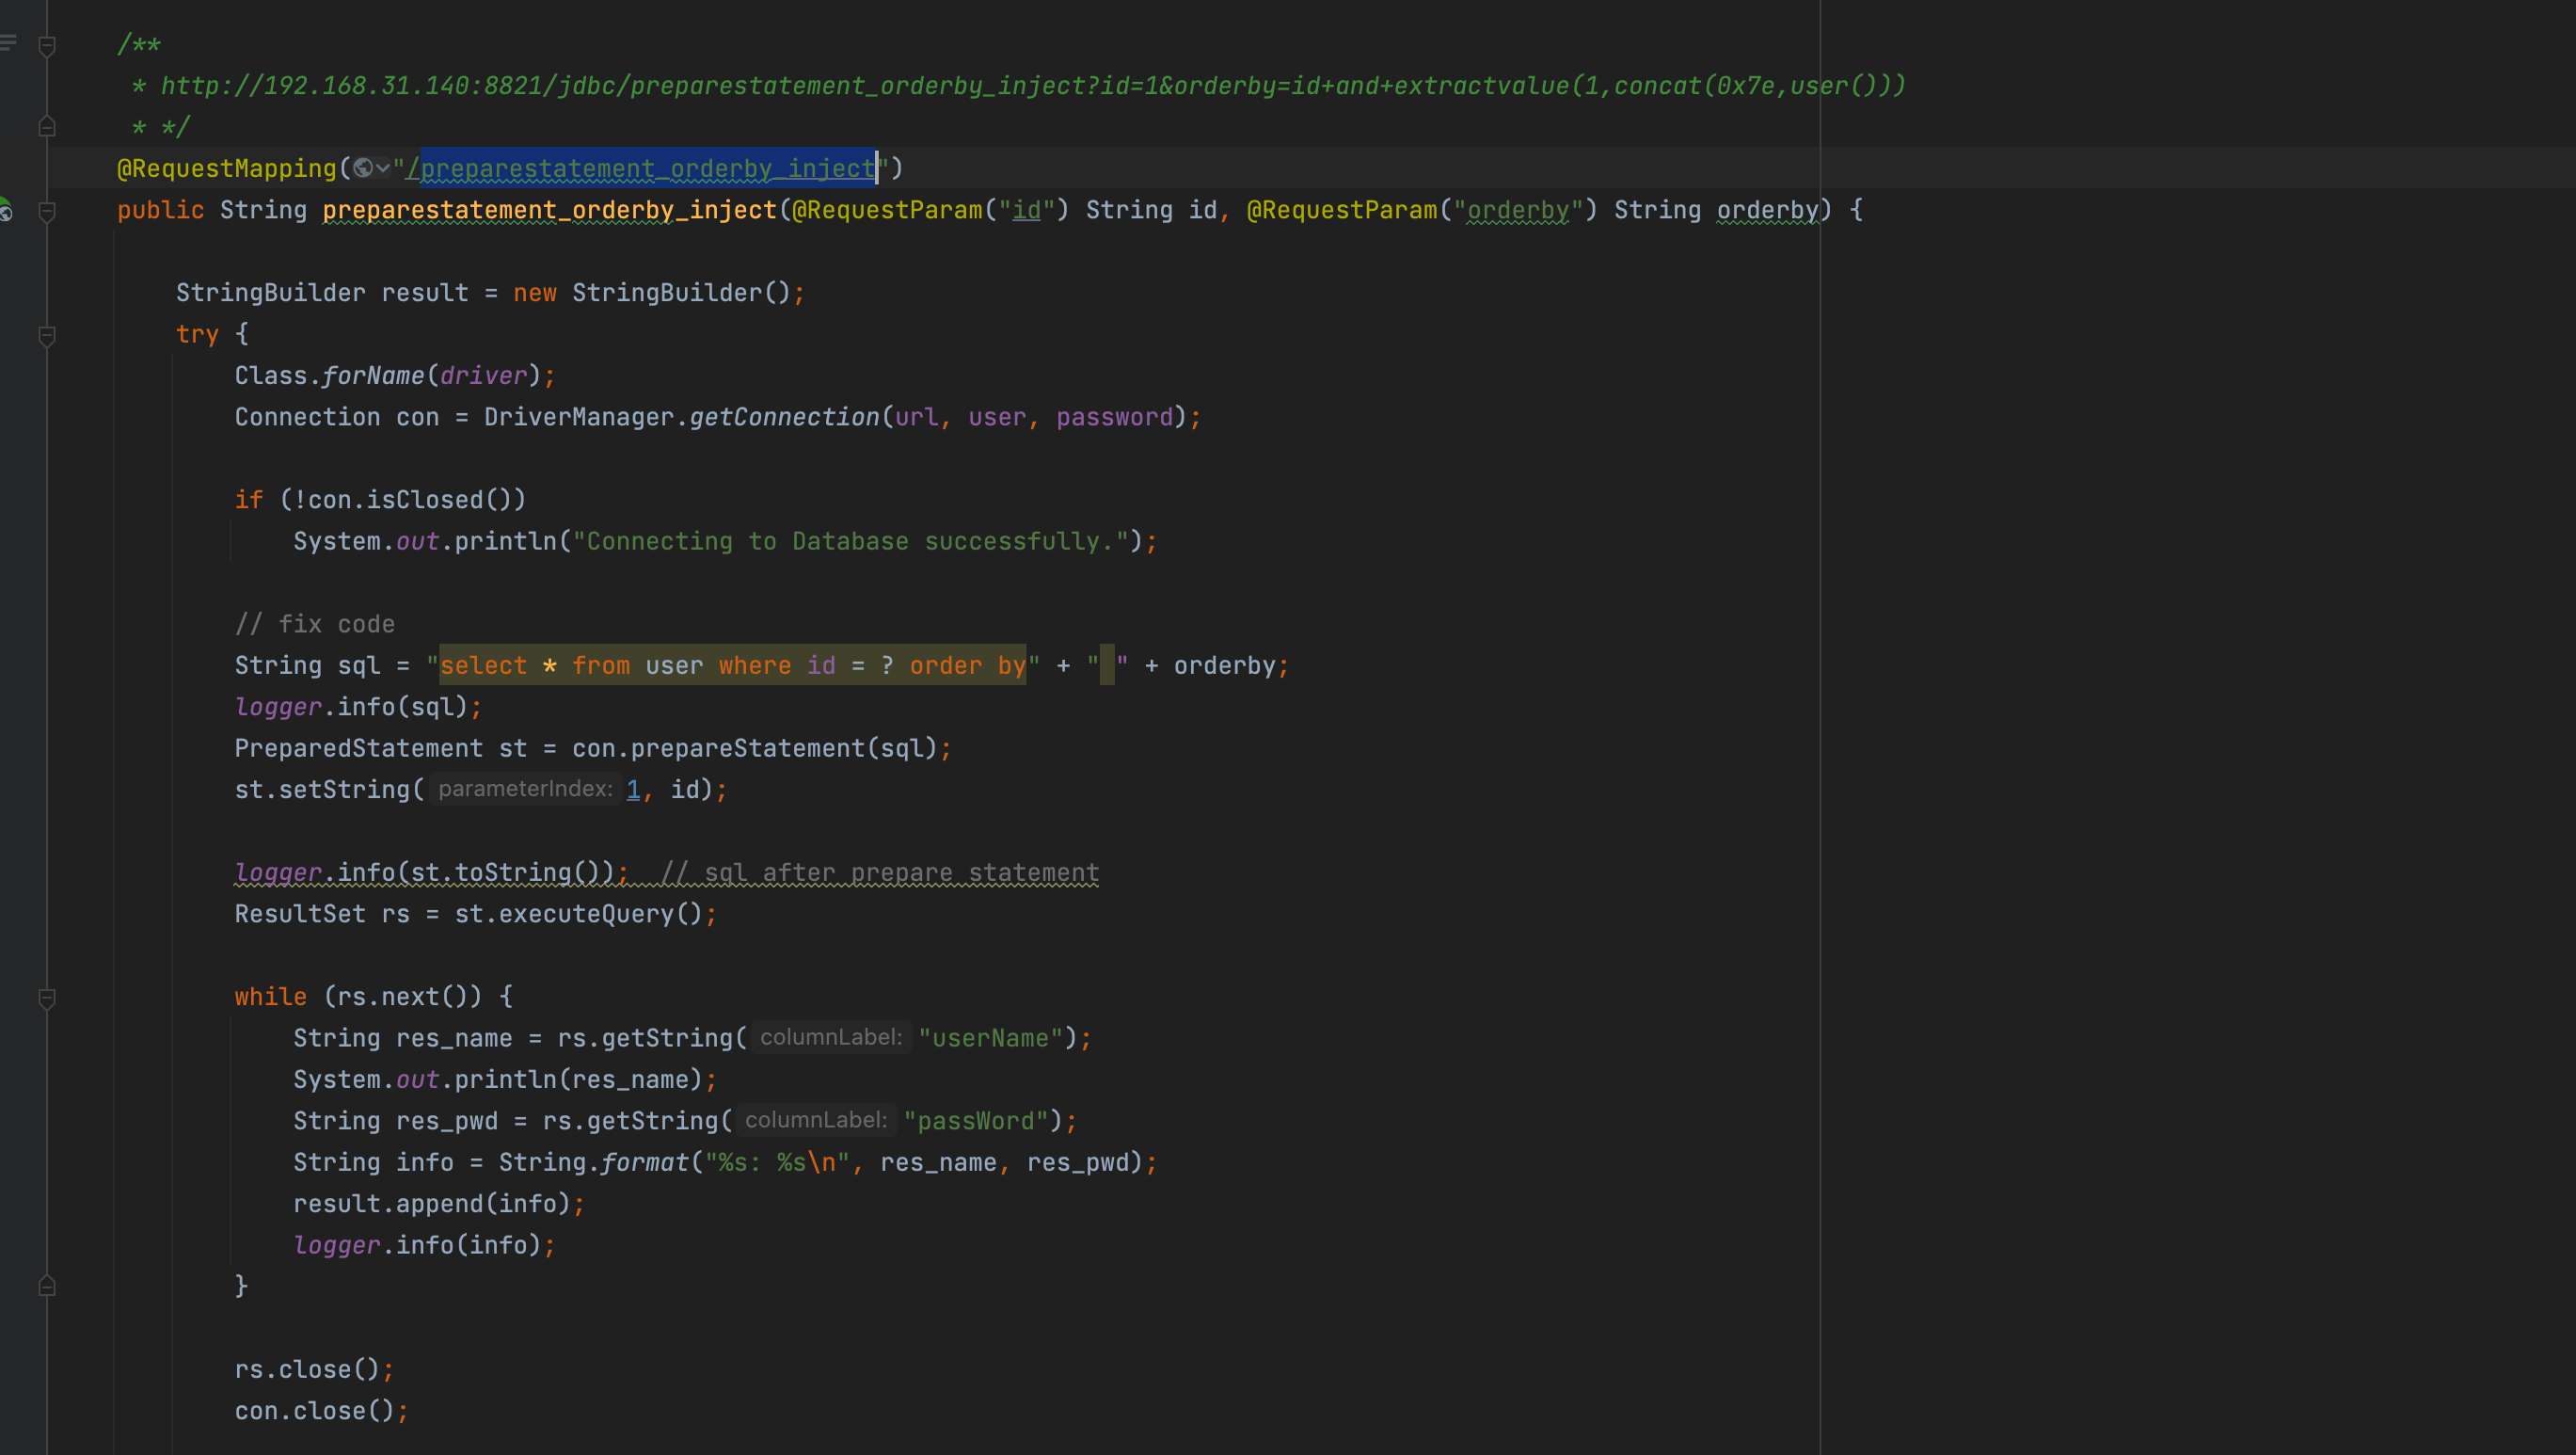 /**
* http://192.168.31.140:8821/jdbc/preparestatement_orderby_inject?id=1&orderby=id+and+extractvalue(1,concat(0x7e,user()))
* */
@RequestMapping("/preparestatement_orderby_inject")
public String preparestatement_orderby_inject(@RequestParam("id") String id, @RequestParam("orderby") String orderby) {
StringBuilder result = new StringBuilder();
try {
Class.forName(driver);
Connection con = DriverManager.getConnection(url, user, password);
if (!con.isClosed())
System.out.println("Connecting to Database successfully.");
// fix code
String sql = "select * from user where id = ? order by" + " " + orderby;
logger.info(sql);
PreparedStatement st = con.prepareStatement(sql);
st.setString( parameterIndex: 1, id);
logger.info(st.toString());  // sql after prepare statement
ResultSet rs = st.executeQuery();
while (rs.next()) {
String res_name = rs.getString( columnLabel: "userName");
System.out.println(res_name);
String res_pwd = rs.getString( columnLabel: "passWord");
String info = String.format("%s: %s\n", res_name, res_pwd);
result.append(info);
logger.info(info);
}
rs.close();
con.close();